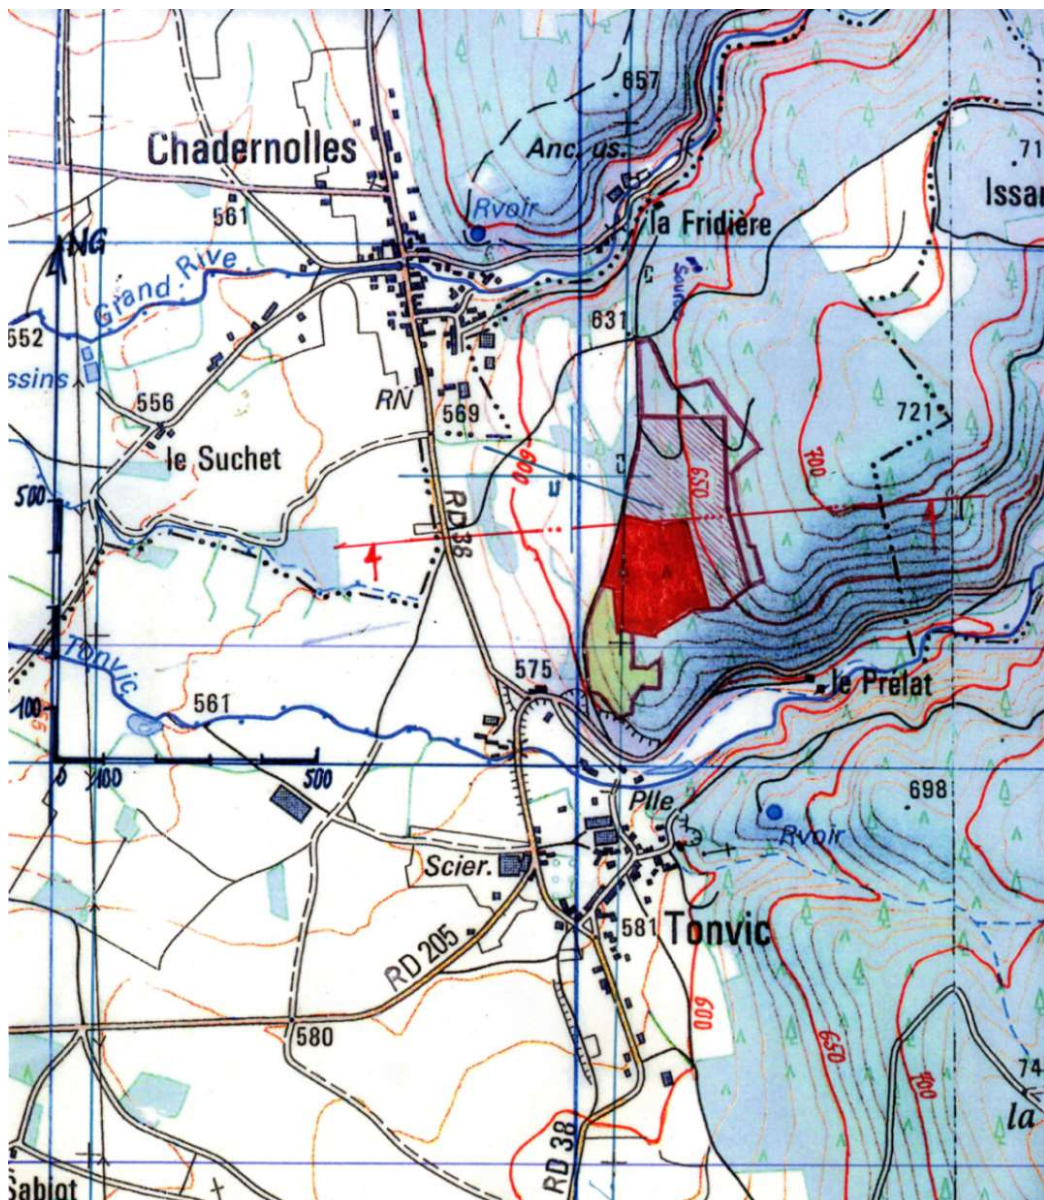 657
Chadernolles
Anc. us.
71
561
Rvoir
la Fridière
NG
Grand. Rive
Source
552
631
ssins
556
RN
569
721
le Suchet
600
650
700
500
RD 38
Tonvic
575
561
le Prélat
100
0
100
500
Plle
698
Rvoir
Scier.
581
Tonvic
RD 205
600
580
650
700
74
la
RD 38
Sabiot